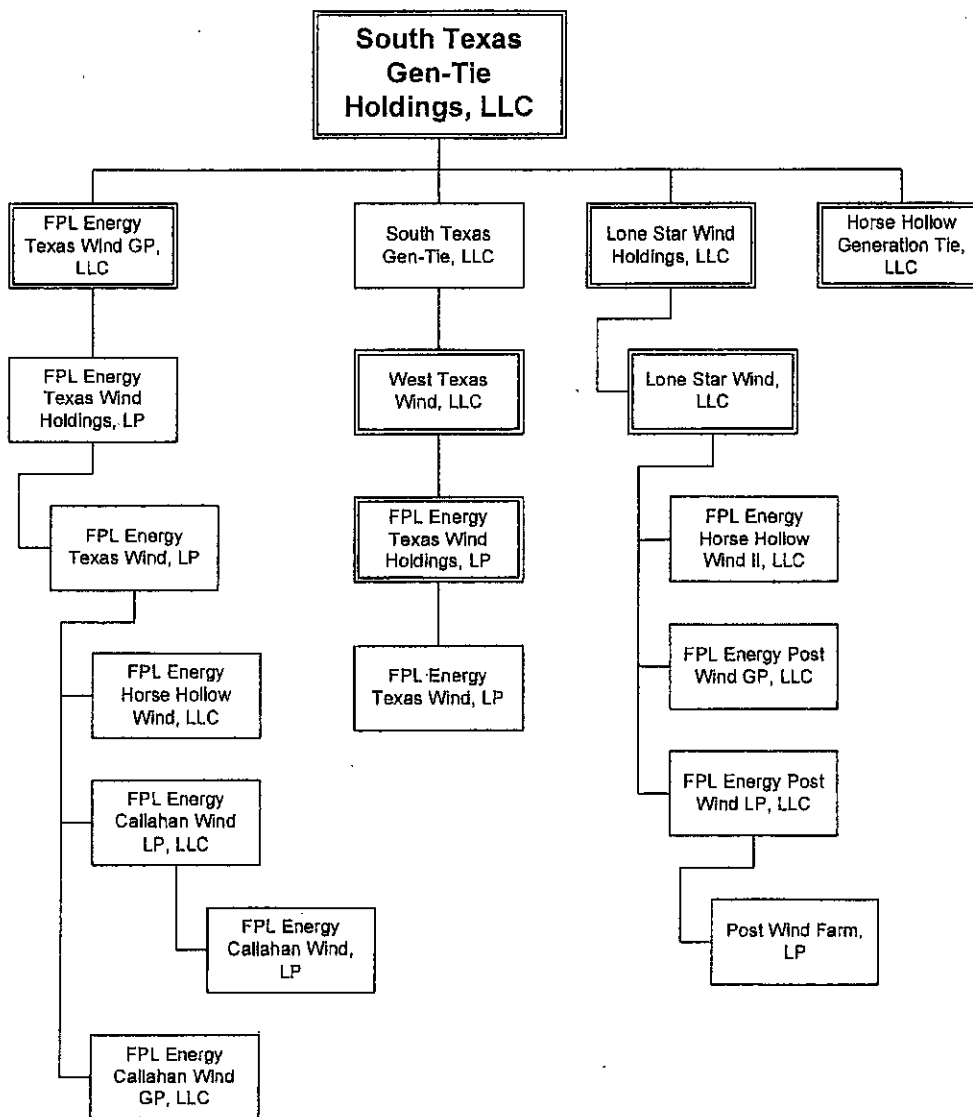 South Texas
Gen-Tie
Holdings, LLC
FPL Energy
Texas Wind GP,
LLC
South Texas
Gen-Tie, LLC
Lone Star Wind
Holdings, LLC
Horse Hollow
Generation Tie,
LLC
FPL Energy
Texas Wind
Holdings, LP
West Texas
Wind, LLC
Lone Star Wind,
LLC
FPL Energy
Texas Wind, LP
FPL Energy
Texas Wind
Holdings, LP
FPL Energy
Horse Hollow
Wind II, LLC
FPL Energy
Horse Hollow
Wind, LLC
FPL Energy
Texas Wind, LP
FPL Energy Post
Wind GP, LLC
FPL Energy
Callahan Wind
LP, LLC
FPL Energy Post
Wind LP, LLC
FPL Energy
Callahan Wind,
LP
Post Wind Farm,
LP
FPL Energy
Callahan Wind
GP, LLC